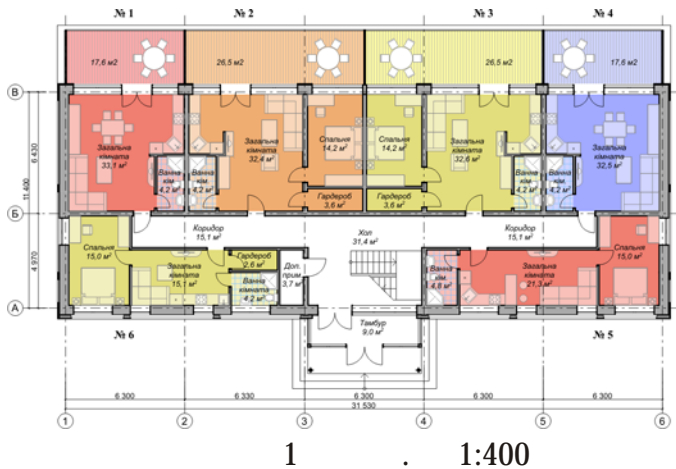 № 1 № 2 № 3 № 4
17,6 м2 26,5 м2 26,5 м2 17,6 м2
В
Загальна кімната 33,1 м²
Ванна кім. 4,2 м²
Ванна кім. 4,2 м²
Загальна кімната 32,4 м²
Спальня 14,2 м²
Спальня 14,2 м²
Загальна кімната 32,6 м²
Ванна кім. 4,2 м²
Ванна кім. 4,2 м²
Загальна кімната 32,5 м²
Гардероб 3,6 м²
Гардероб 3,6 м²
6.430
11.400
Б
Коридор 15,1 м²
Хол 31,4 м²
Коридор 15,1 м²
4.970
Спальня 15,0 м²
Загальна кімната 15,1 м²
Гардероб 2,6 м²
Ванна кімната 4,2 м²
Доп. прим. 3,7 м²
Ванна кім. 4,8 м²
Загальна кімната 21,3 м²
Спальня 15,0 м²
А
Тамбур 9,0 м²
№ 6 № 5
6.300 6.330 6.300 6.300 6.300
31.530
1 2 3 4 5 6
1 . 1:400